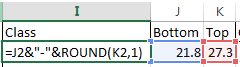 I J K
Class Bottom Top
=J2&"-"&ROUND(K2,1) 21.8 27.3